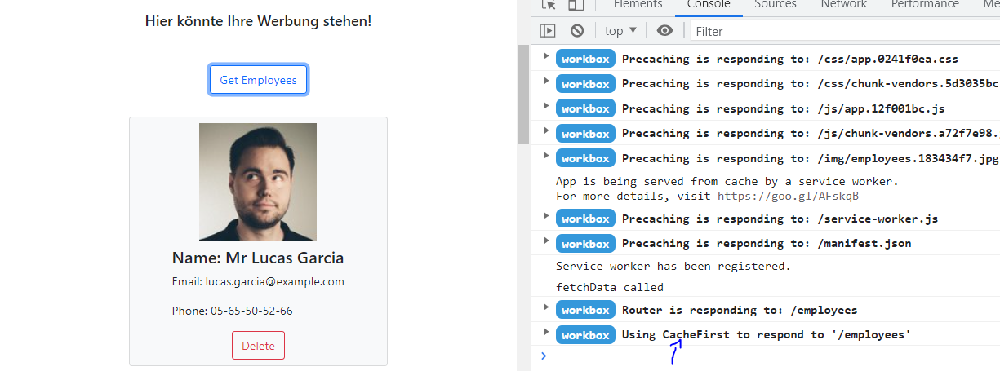 Hier könnte Ihre Werbung stehen!
Get Employees
Name: Mr Lucas Garcia
Email: lucas.garcia@example.com
Phone: 05-65-50-52-66
Delete
Elements Console Sources Network Performance Me
top ▼ Filter
workbox Precaching is responding to: /css/app.0241f0ea.css
workbox Precaching is responding to: /css/chunk-vendors.5d3035bc
workbox Precaching is responding to: /js/app.12f001bc.js
workbox Precaching is responding to: /js/chunk-vendors.a72f7e98.
workbox Precaching is responding to: /img/employees.183434f7.jpg
App is being served from cache by a service worker.
For more details, visit https://goo.gl/AFskqB
workbox Precaching is responding to: /service-worker.js
workbox Precaching is responding to: /manifest.json
Service worker has been registered.
fetchData called
workbox Router is responding to: /employees
workbox Using CacheFirst to respond to '/employees'